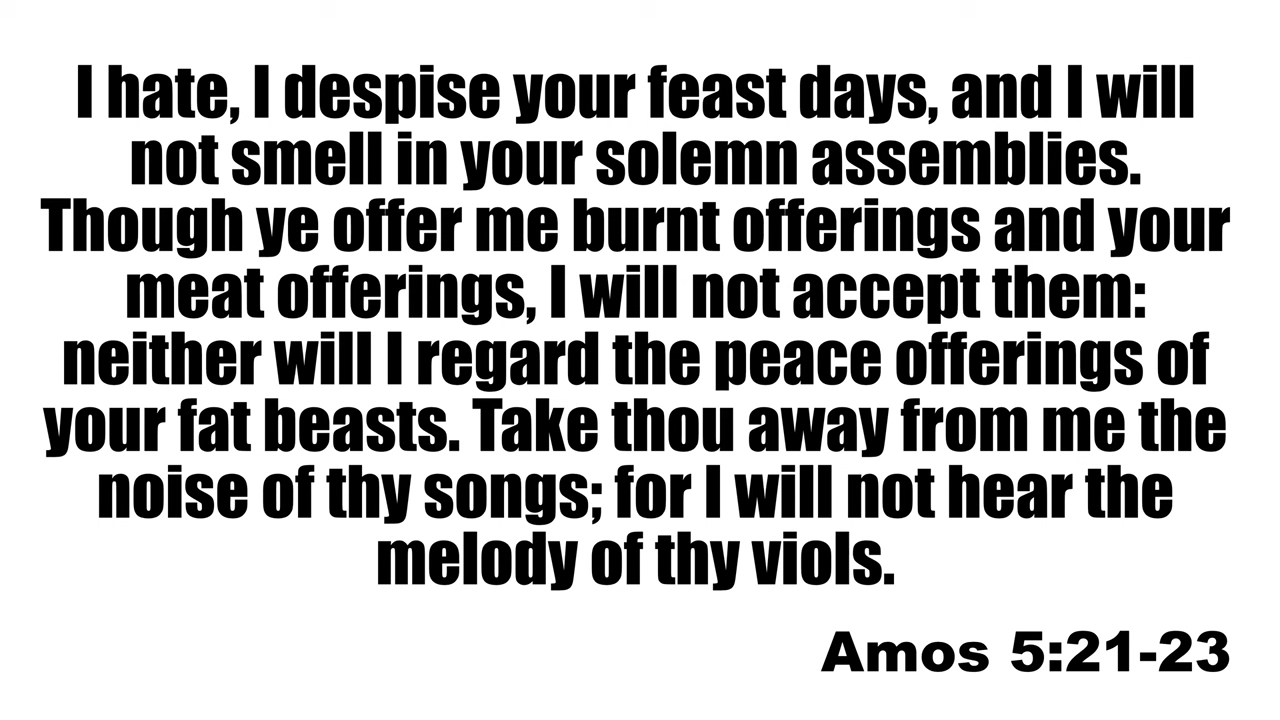 I hate, I despise your feast days, and I will
not smell in your solemn assemblies.
Though ye offer me burnt offerings and your
meat offerings, I will not accept them:
neither will I regard the peace offerings of
your fat beasts. Take thou away from me the
noise of thy songs; for I will not hear the
melody of thy viols.
Amos 5:21-23